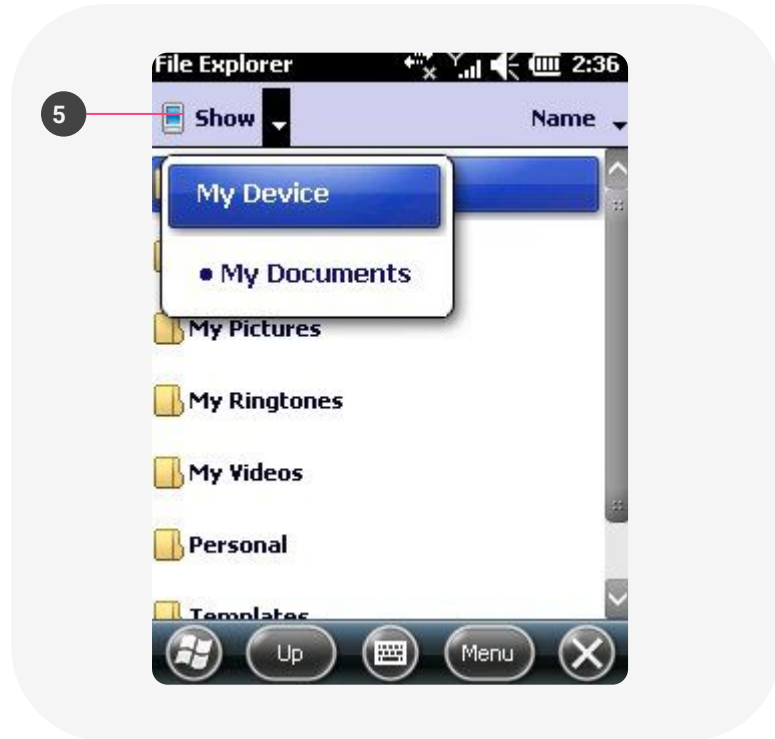 File Explorer 2:36
5
Show Name
My Device
• My Documents
My Pictures
My Ringtones
My Videos
Personal
Templates
Up Menu